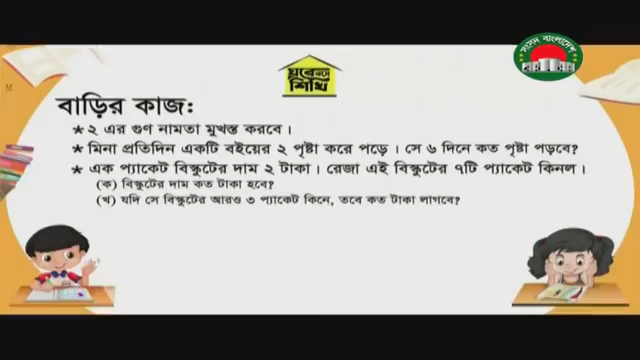 সংসদ বাংলাদেশ
ঘরে বসে
শিখি
বাড়ির কাজ:
* ২ এর গুণ নামতা মুখস্ত করবে।
* মিনা প্রতিদিন একটি বইয়ের ২ পৃষ্টা করে পড়ে । সে ৬ দিনে কত পৃষ্টা পড়বে?
* এক প্যাকেট বিস্কুটের দাম ২ টাকা । রেজা এই বিস্কুটের ৭টি প্যাকেট কিনল ।
(ক) বিস্কুটের দাম কত টাকা হবে?
(খ) যদি সে বিস্কুটের আরও ৩ প্যাকেট কিনে, তবে কত টাকা লাগবে?
M